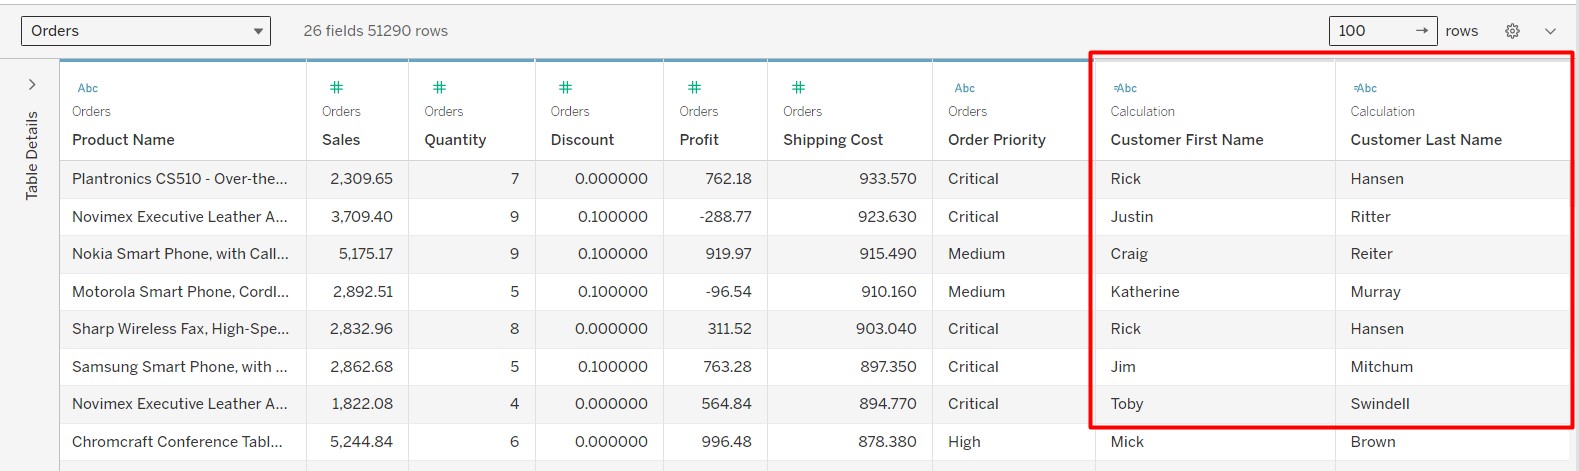 Orders 26 fields 51290 rows 100 → rows
Table Details
Abc # # # # # Abc =Abc =Abc
Orders Orders Orders Orders Orders Orders Orders Calculation Calculation
Product Name Sales Quantity Discount Profit Shipping Cost Order Priority Customer First Name Customer Last Name
Plantronics CS510 - Over-the... 2,309.65 7 0.000000 762.18 933.570 Critical Rick Hansen
Novimex Executive Leather A... 3,709.40 9 0.100000 -288.77 923.630 Critical Justin Ritter
Nokia Smart Phone, with Call... 5,175.17 9 0.100000 919.97 915.490 Medium Craig Reiter
Motorola Smart Phone, Cordl... 2,892.51 5 0.100000 -96.54 910.160 Medium Katherine Murray
Sharp Wireless Fax, High-Spe... 2,832.96 8 0.000000 311.52 903.040 Critical Rick Hansen
Samsung Smart Phone, with ... 2,862.68 5 0.100000 763.28 897.350 Critical Jim Mitchum
Novimex Executive Leather A... 1,822.08 4 0.000000 564.84 894.770 Critical Toby Swindell
Chromcraft Conference Tabl... 5,244.84 6 0.000000 996.48 878.380 High Mick Brown